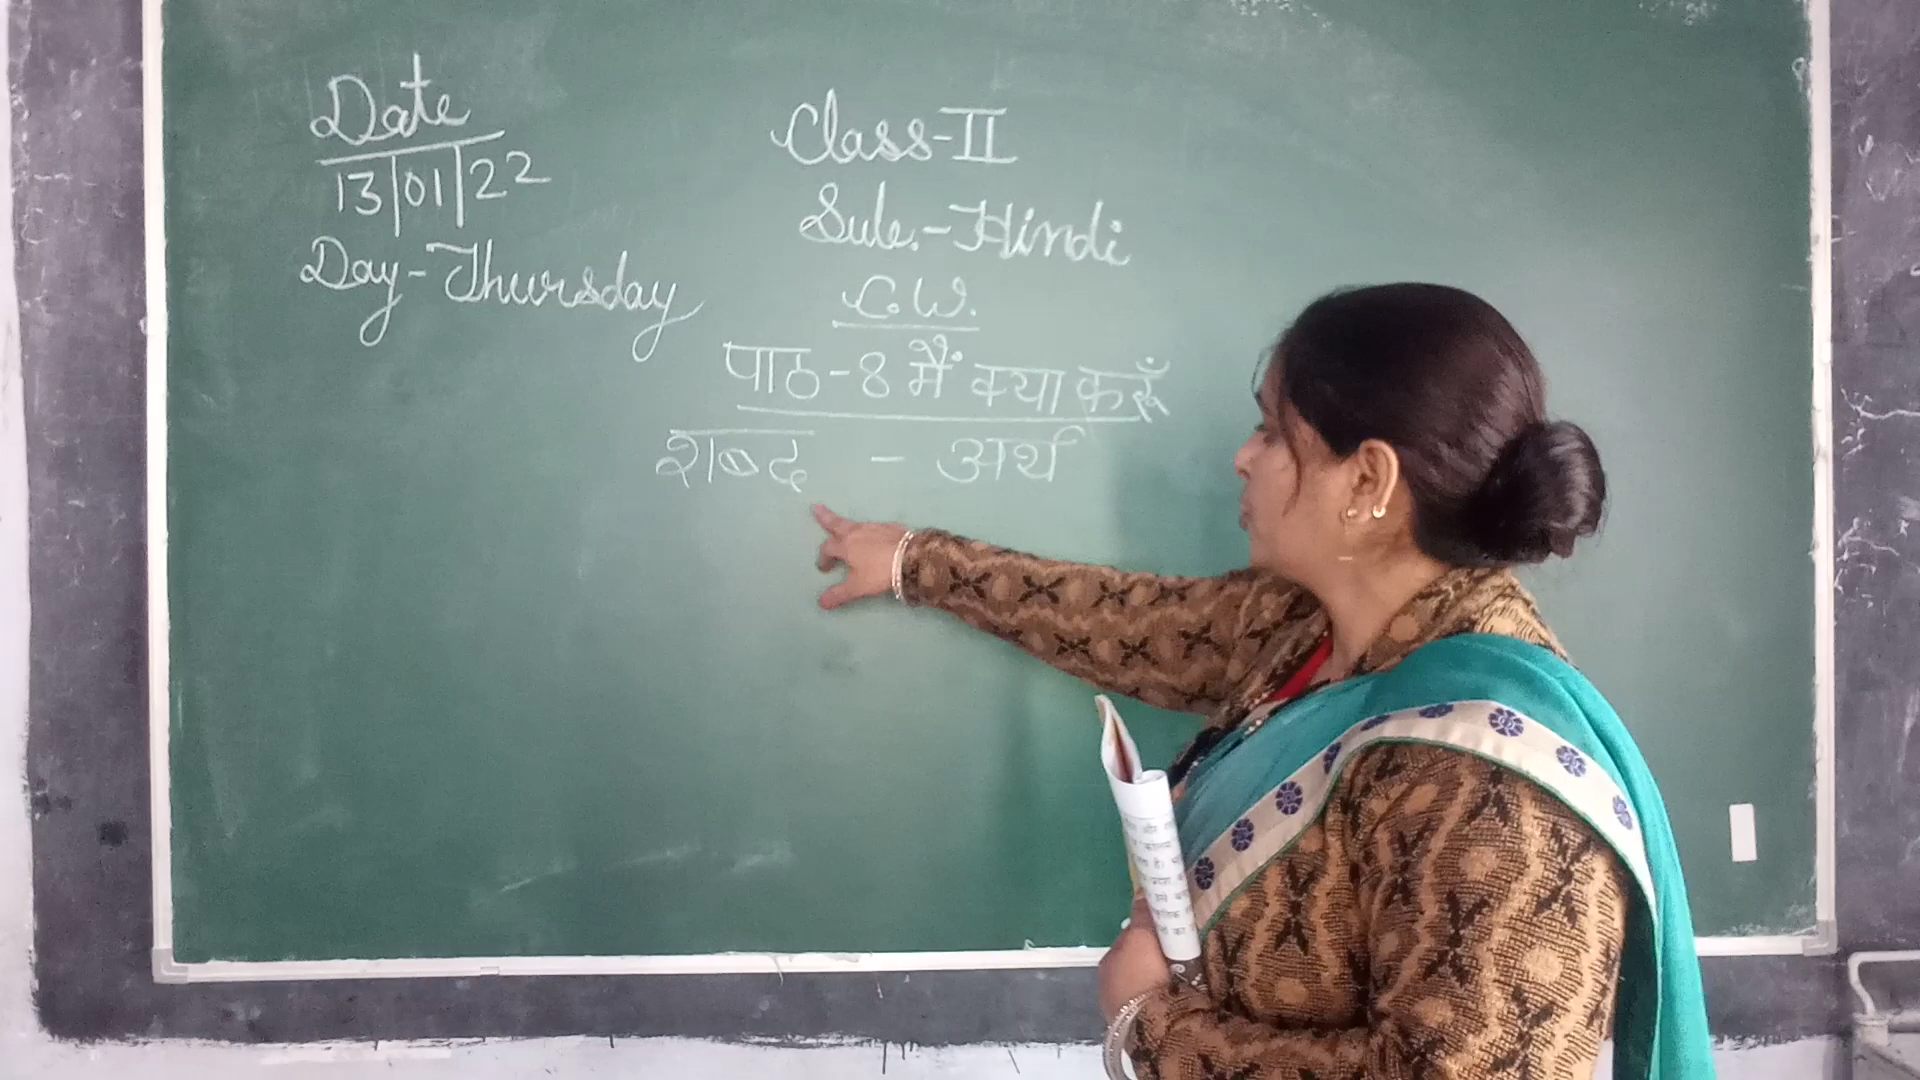 Date
13/01/22
Day-Thursday
Class-II
Sub.-Hindi
C.W.
पाठ-8 मैं क्या करूँ
शब्द - अर्थ